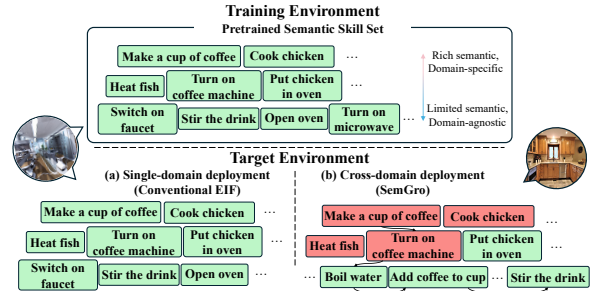 Training Environment
Pretrained Semantic Skill Set
Make a cup of coffee
Cook chicken
...
Rich semantic,
Domain-specific
Heat fish
Turn on
coffee machine
Put chicken
in oven
...
Switch on
faucet
Stir the drink
Open oven
Turn on
microwave
...
Limited semantic,
Domain-agnostic
Target Environment
(a) Single-domain deployment
(Conventional EIF)
Make a cup of coffee
Cook chicken
...
Heat fish
Turn on
coffee machine
Put chicken
in oven
...
Switch on
faucet
Stir the drink
Open oven
...
(b) Cross-domain deployment
(SemGro)
Make a cup of coffee
Cook chicken
...
Heat fish
Turn on
coffee machine
Put chicken
in oven
...
Boil water
Add coffee to cup
...
Stir the drink